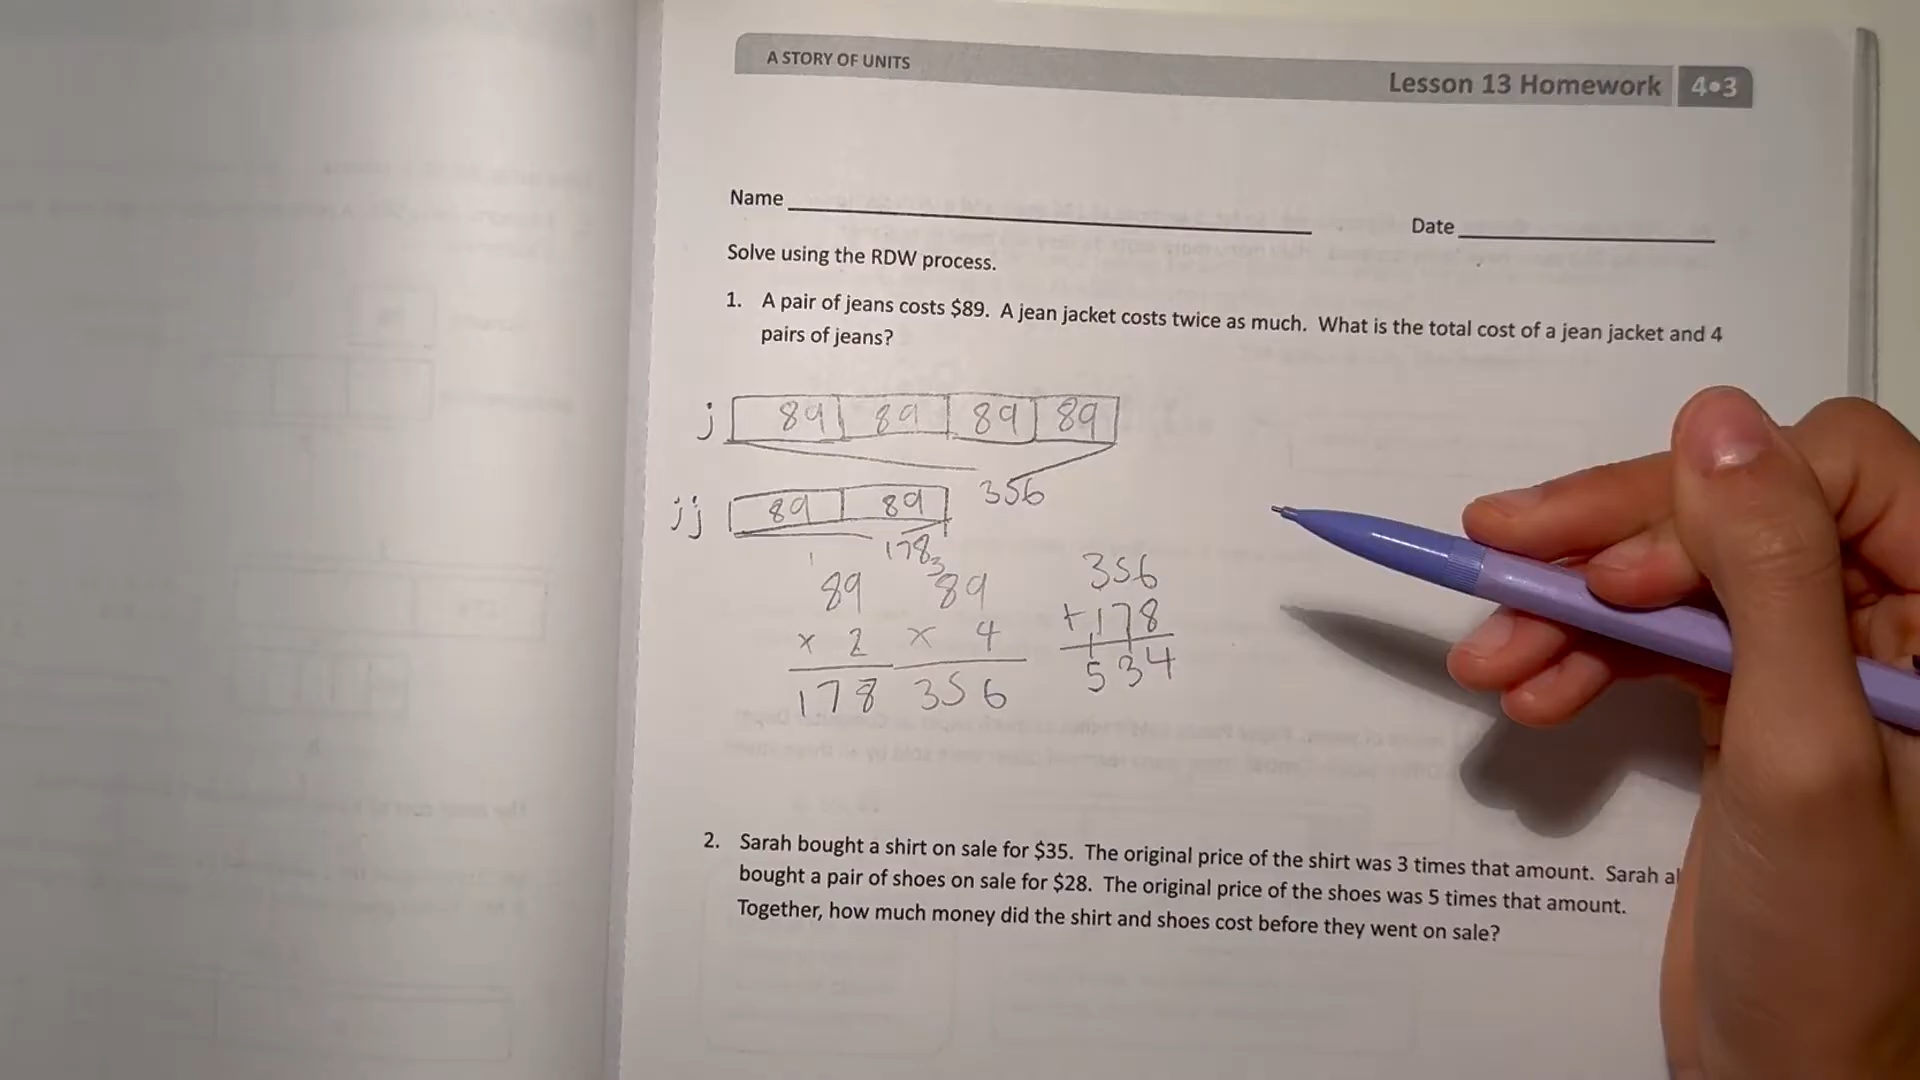 A STORY OF UNITS
Lesson 13 Homework 4•3
Name
Date
Solve using the RDW process.
1. A pair of jeans costs $89. A jean jacket costs twice as much. What is the total cost of a jean jacket and 4
pairs of jeans?
j 89 89 89 89
356
jj 89 89
178
1 3
89 89 356
x 2 x 4 +178
1 1
178 356 534
2. Sarah bought a shirt on sale for $35. The original price of the shirt was 3 times that amount. Sarah al
bought a pair of shoes on sale for $28. The original price of the shoes was 5 times that amount.
Together, how much money did the shirt and shoes cost before they went on sale?